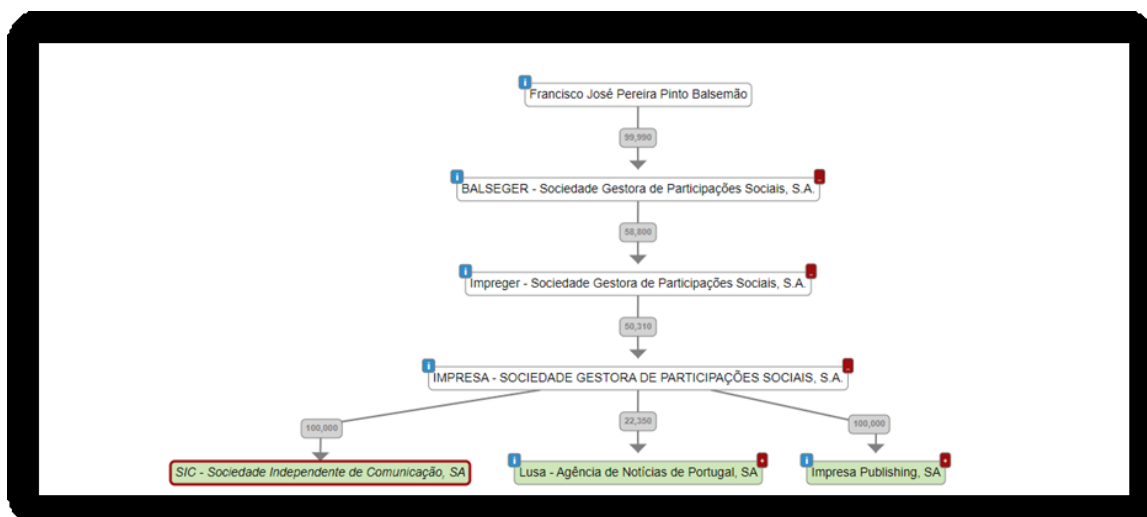 Francisco José Pereira Pinto Balsemão
99,990
BALSEGER - Sociedade Gestora de Participações Sociais, S.A.
58,800
Impreger - Sociedade Gestora de Participações Sociais, S.A.
50,310
IMPRESA - SOCIEDADE GESTORA DE PARTICIPAÇÕES SOCIAIS, S.A.
100,000
22,350
100,000
SIC - Sociedade Independente de Comunicação, SA
Lusa - Agência de Notícias de Portugal, SA
Impresa Publishing, SA